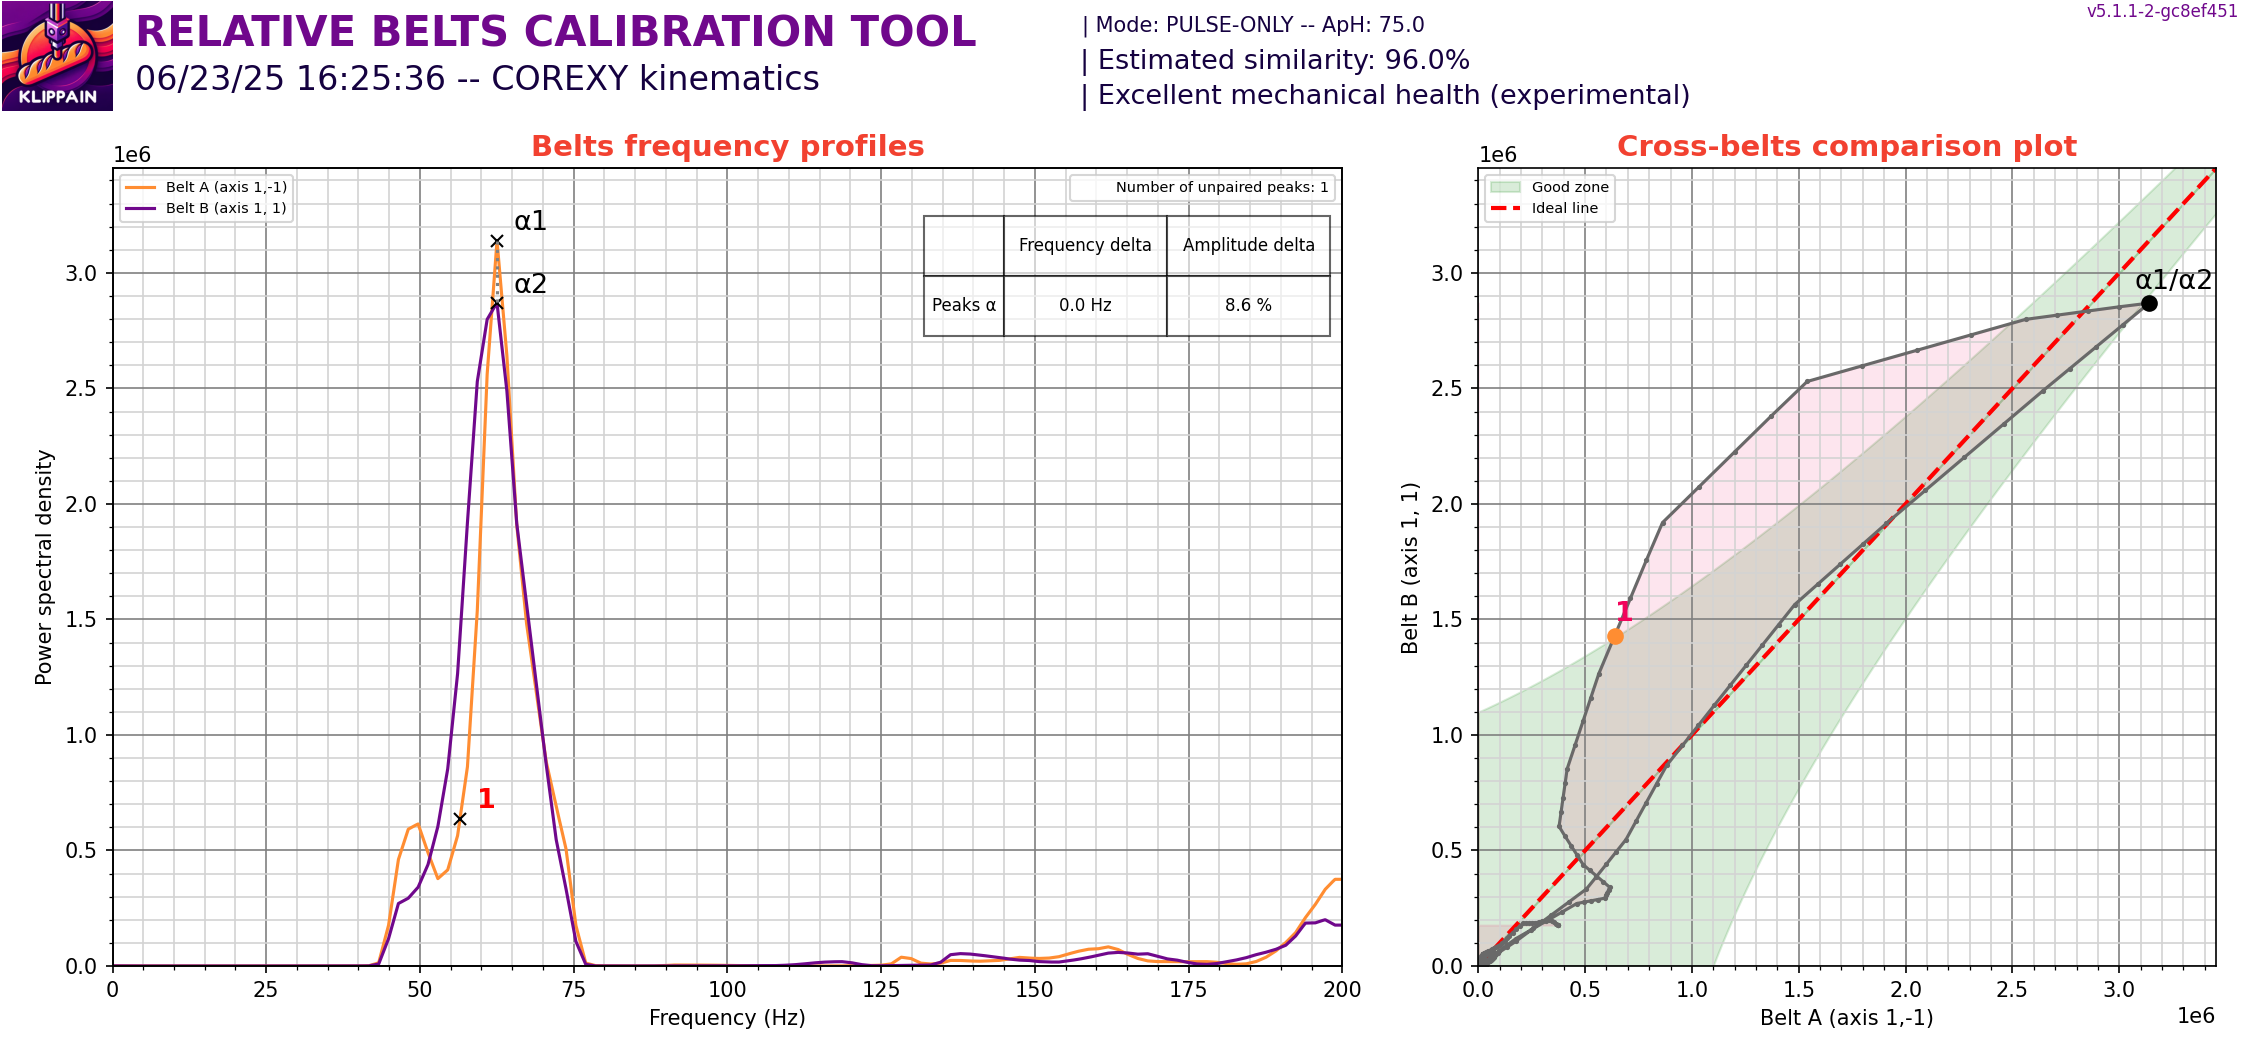 KLIPPAIN
RELATIVE BELTS CALIBRATION TOOL
06/23/25 16:25:36 -- COREXY kinematics
| Mode: PULSE-ONLY -- ApH: 75.0
| Estimated similarity: 96.0%
| Excellent mechanical health (experimental)
v5.1.1-2-gc8ef451
Belts frequency profiles
1e6
Belt A (axis 1,-1)
Belt B (axis 1, 1)
Number of unpaired peaks: 1
Frequency delta Amplitude delta
Peaks α 0.0 Hz 8.6 %
α1
α2
1
3.0
2.5
2.0
1.5
1.0
0.5
0.0
Power spectral density
0 25 50 75 100 125 150 175 200
Frequency (Hz)
Cross-belts comparison plot
1e6
Good zone
Ideal line
α1/α2
1
3.0
2.5
2.0
1.5
1.0
0.5
0.0
Belt B (axis 1, 1)
0.0 0.5 1.0 1.5 2.0 2.5 3.0
Belt A (axis 1,-1)
1e6